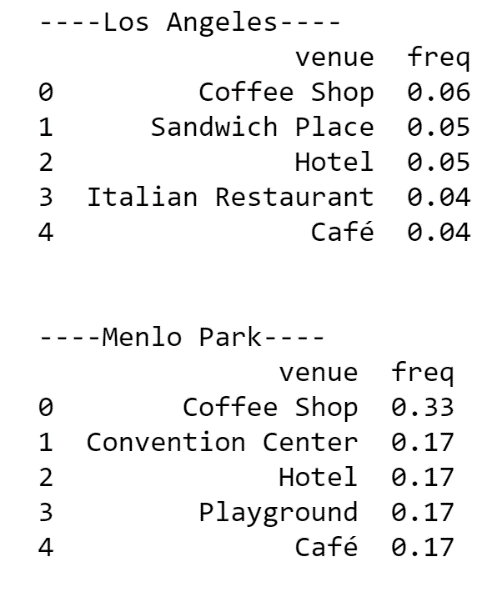 ----Los Angeles----
venue freq
0 Coffee Shop 0.06
1 Sandwich Place 0.05
2 Hotel 0.05
3 Italian Restaurant 0.04
4 Café 0.04
----Menlo Park----
venue freq
0 Coffee Shop 0.33
1 Convention Center 0.17
2 Hotel 0.17
3 Playground 0.17
4 Café 0.17